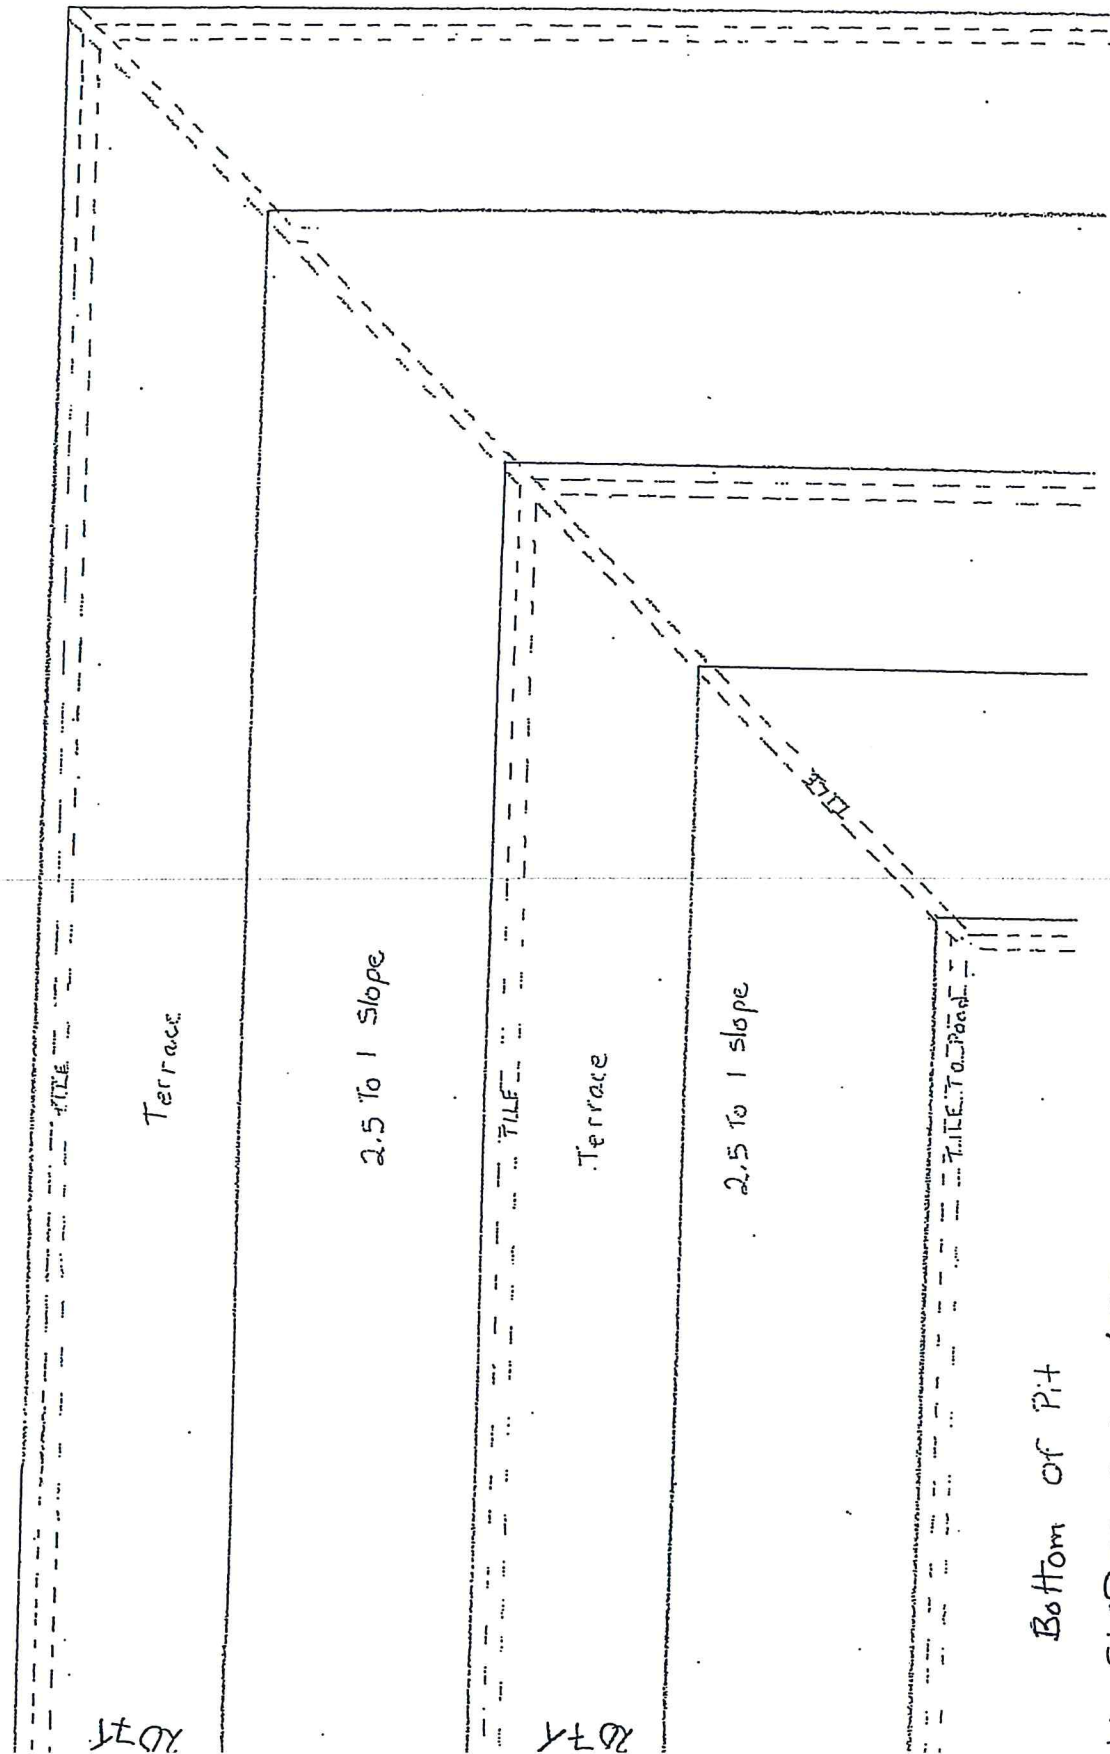 TILE
Terrace
2.5 To 1 Slope
TILE
Terrace
2.5 To 1 slope
TILE TO Pond
Bottom OF Pit